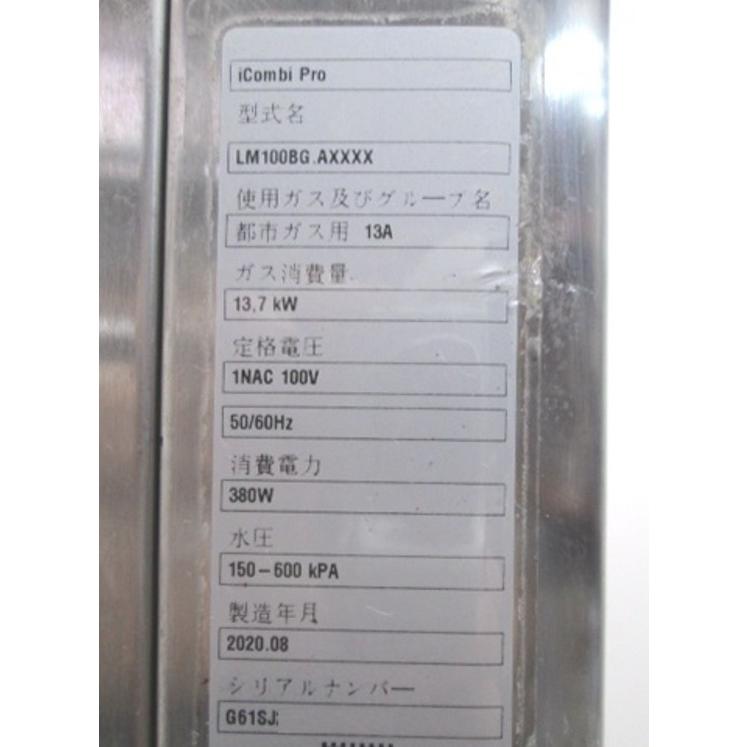 iCombi Pro
型式名
LM100BG.AXXXX
使用ガス及びグループ名
都市ガス用 13A
ガス消費量
13,7 kW
定格電圧
1NAC 100V
50/60Hz
消費電力
380W
水圧
150-600 kPA
製造年月
2020.08
シリアルナンバー
G61SJ